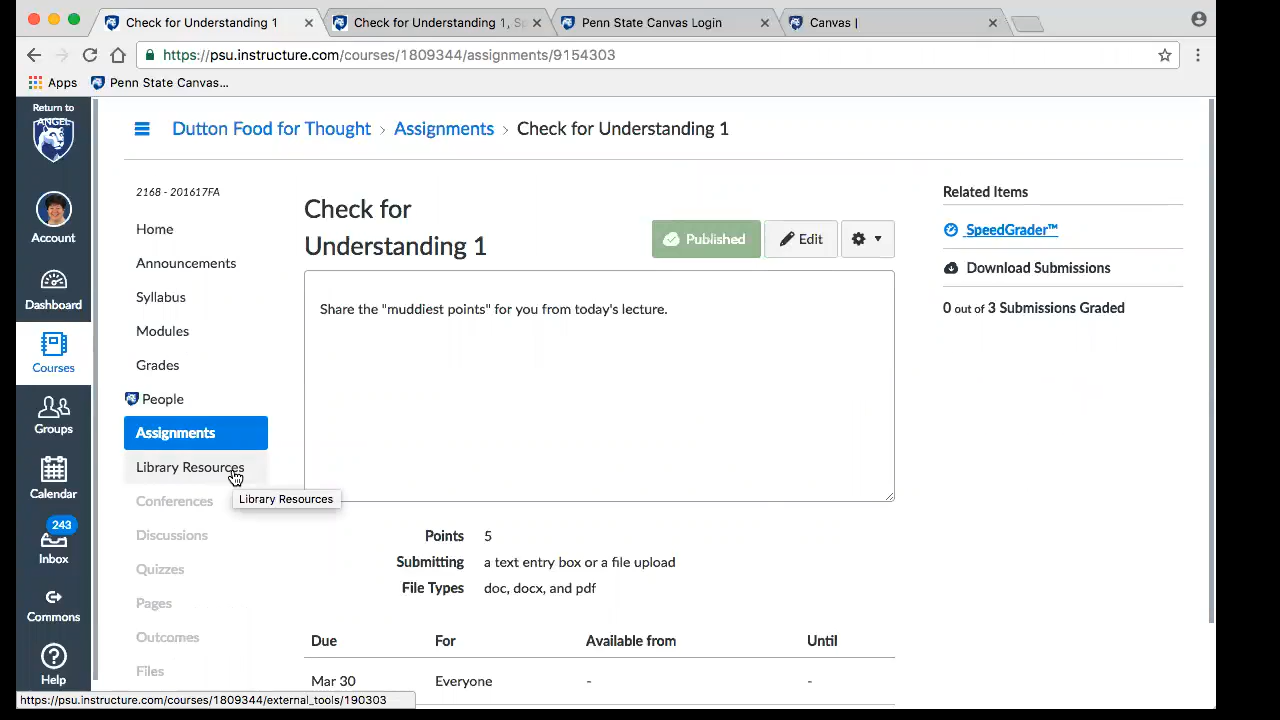 Check for Understanding 1
Check for Understanding 1, Sp
Penn State Canvas Login
Canvas |
https://psu.instructure.com/courses/1809344/assignments/9154303
Apps
Penn State Canvas...
Return to
ANGEL
Account
Dashboard
Courses
Groups
Calendar
243
Inbox
Commons
Help
Dutton Food for Thought > Assignments > Check for Understanding 1
2168 - 201617FA
Home
Announcements
Syllabus
Modules
Grades
People
Assignments
Library Resources
Library Resources
Conferences
Discussions
Quizzes
Pages
Outcomes
Files
Check for
Understanding 1
Published
Edit
Share the "muddiest points" for you from today's lecture.
Points 5
Submitting a text entry box or a file upload
File Types doc, docx, and pdf
Due For Available from Until
Mar 30 Everyone - -
Related Items
SpeedGrader™
Download Submissions
0 out of 3 Submissions Graded
https://psu.instructure.com/courses/1809344/external_tools/190303